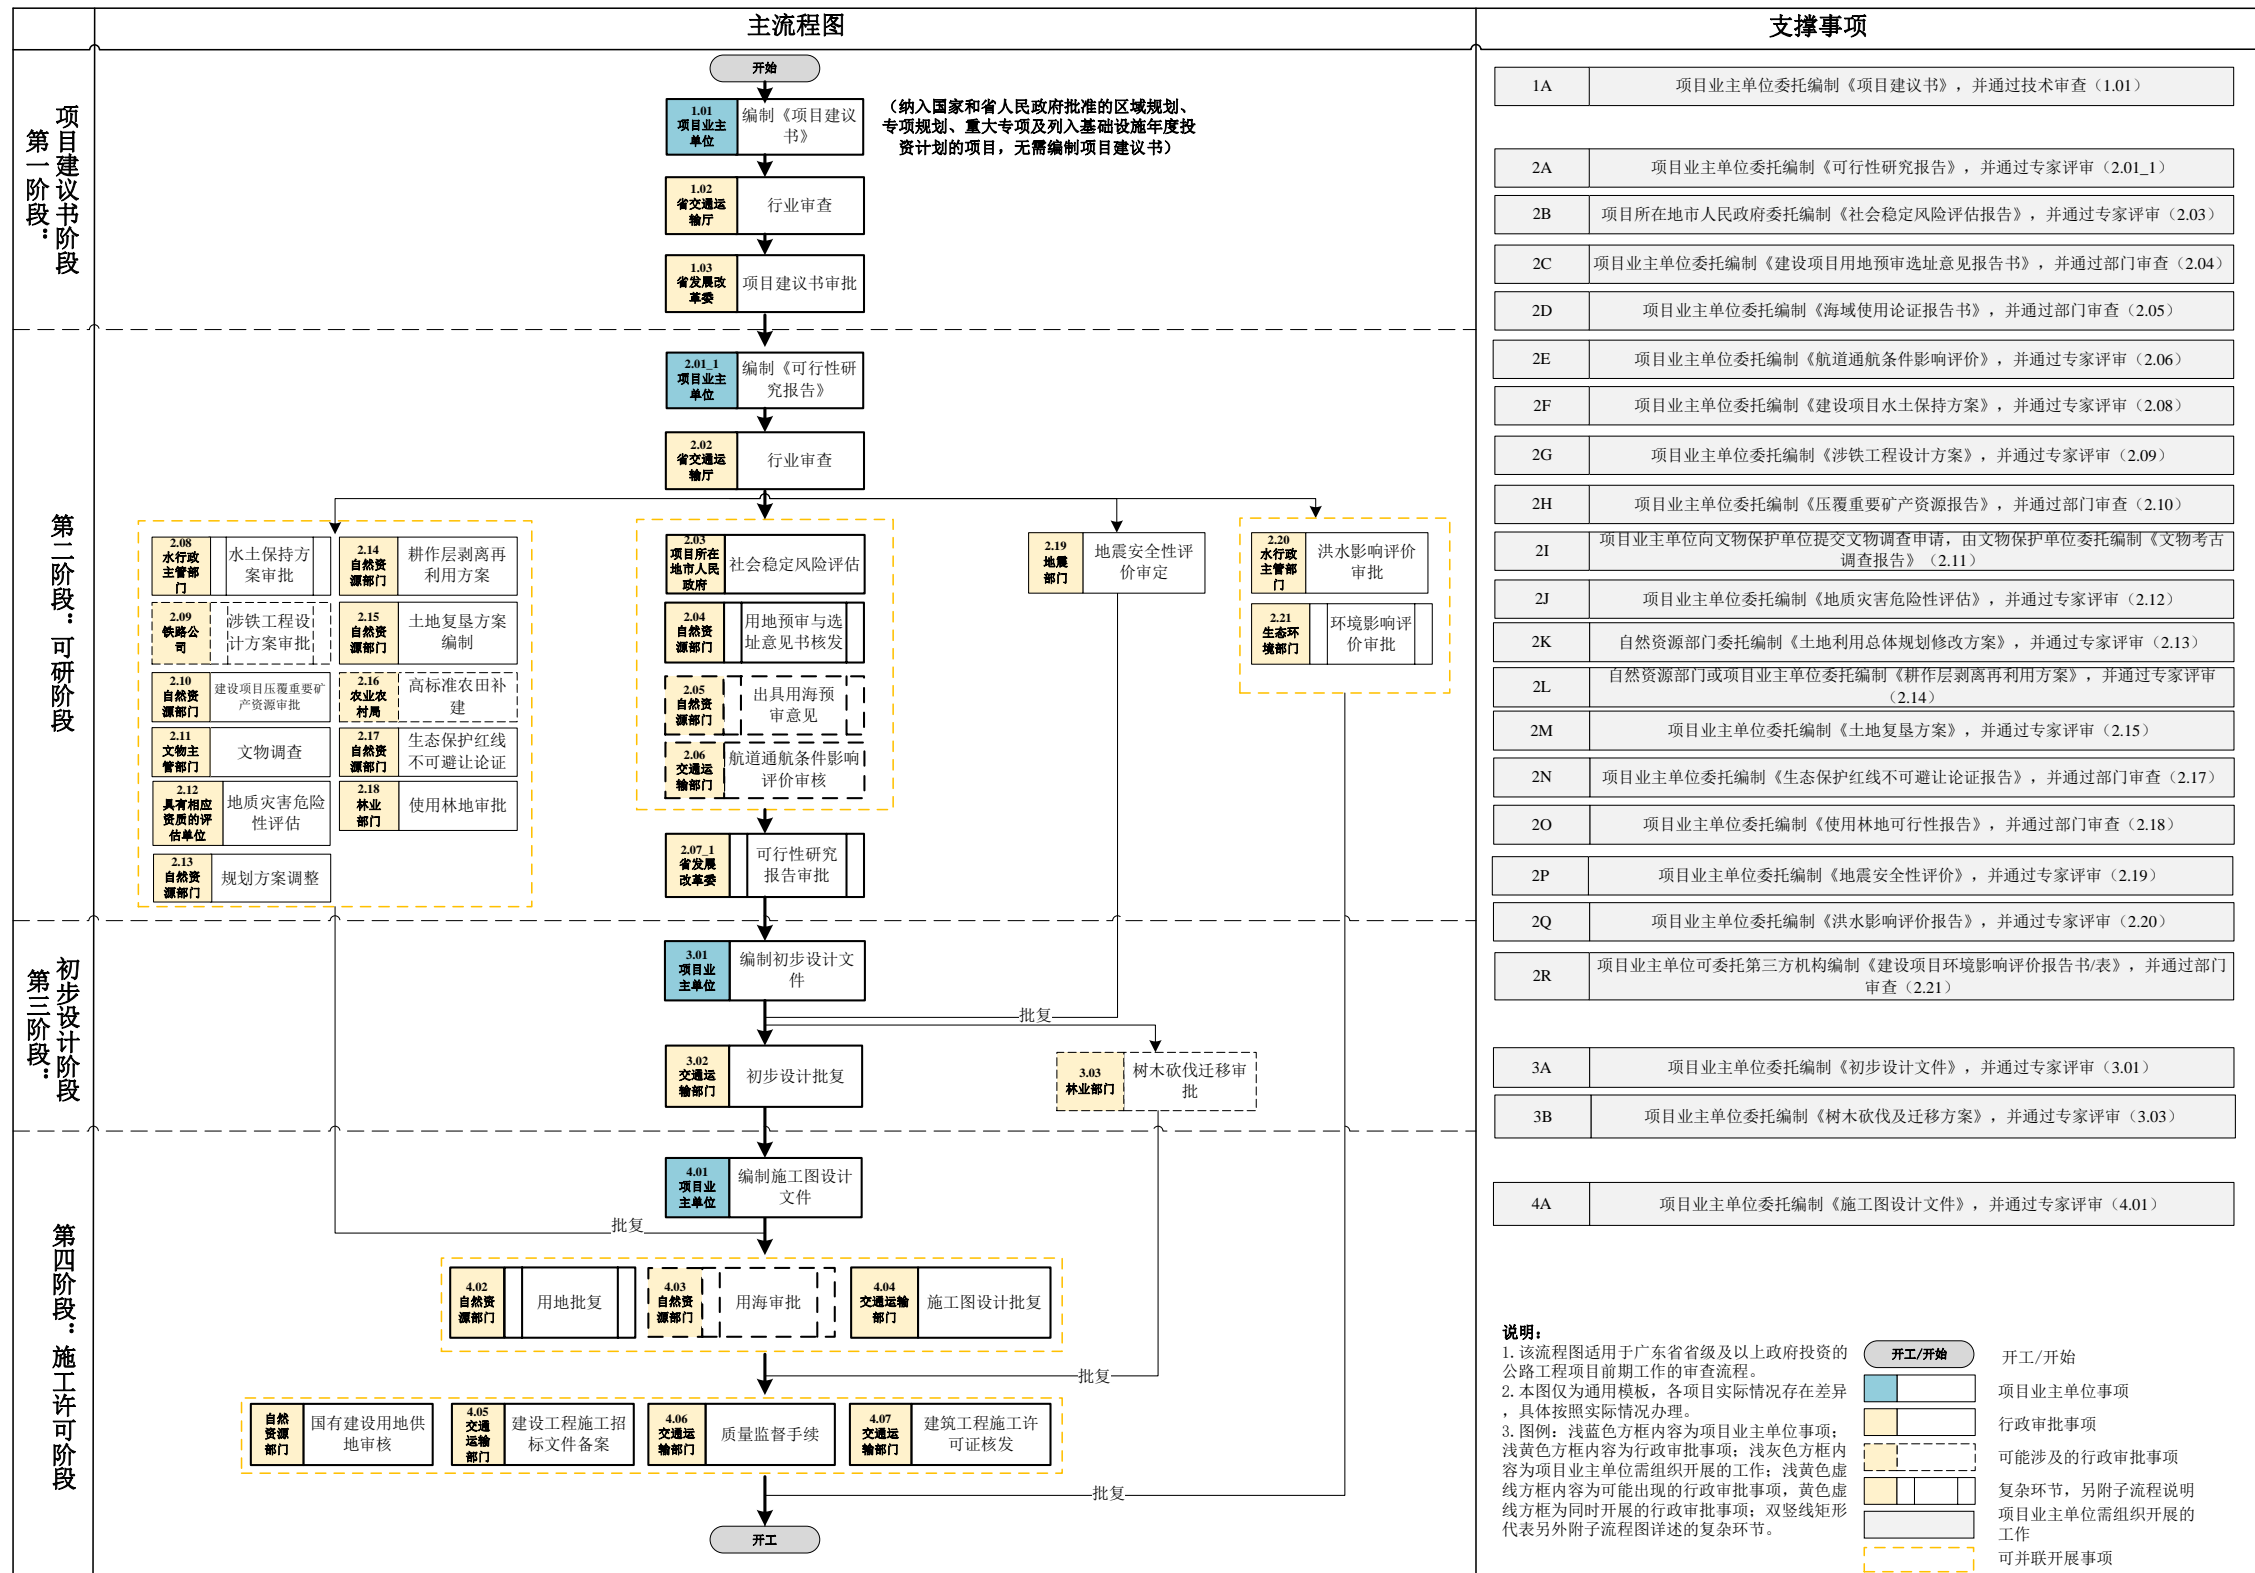 主流程图
支撑事项
第一阶段：
项目建议书阶段
开始
1.01
项目业主
单位
编制《项目建议
书》
（纳入国家和省人民政府批准的区域规划、
专项规划、重大专项及列入基础设施年度投
资计划的项目，无需编制项目建议书）
1.02
省交通运
输厅
行业审查
1.03
省发展改
革委
项目建议书审批
第二阶段：可研阶段
2.01_1
项目业主
单位
编制《可行性研
究报告》
2.02
省交通运
输厅
行业审查
2.08
水行政
主管部
门
水土保持方
案审批
2.14
自然资
源部门
耕作层剥离再
利用方案
2.09
铁路公
司
涉铁工程设
计方案审批
2.15
自然资
源部门
土地复垦方案
编制
2.10
自然资
源部门
建设项目压覆重要矿
产资源审批
2.16
农业农
村局
高标准农田补
建
2.11
文物主
管部门
文物调查
2.17
自然资
源部门
生态保护红线
不可避让论证
2.12
具有相应
资质的评
估单位
地质灾害危险
性评估
2.18
林业
部门
使用林地审批
2.13
自然资
源部门
规划方案调整
2.03
项目所在
地市人民
政府
社会稳定风险评估
2.04
自然资
源部门
用地预审与选
址意见书核发
2.05
自然资
源部门
出具用海预
审意见
2.06
交通运
输部门
航道通航条件影响
评价审核
2.19
地震
部门
地震安全性评
价审定
2.20
水行政
主管部
门
洪水影响评价
审批
2.21
生态环
境部门
环境影响评
价审批
2.07_1
省发展
改革委
可行性研究
报告审批
第三阶段：
初步设计阶段
3.01
项目业
主单位
编制初步设计文
件
批复
3.02
交通运
输部门
初步设计批复
3.03
林业部门
树木砍伐迁移审
批
第四阶段：施工许可阶段
4.01
项目业
主单位
编制施工图设计
文件
批复
4.02
自然资
源部门
用地批复
4.03
自然资
源部门
用海审批
4.04
交通运输
部门
施工图设计批复
批复
自然
资源
部门
国有建设用地供
地审核
4.05
交通
运输
部门
建设工程施工招
标文件备案
4.06
交通运
输部门
质量监督手续
4.07
交通运
输部门
建筑工程施工许
可证核发
批复
开工
1A
项目业主单位委托编制《项目建议书》，并通过技术审查（1.01）
2A
项目业主单位委托编制《可行性研究报告》，并通过专家评审（2.01_1）
2B
项目所在地市人民政府委托编制《社会稳定风险评估报告》，并通过专家评审（2.03）
2C
项目业主单位委托编制《建设项目用地预审选址意见报告书》，并通过部门审查（2.04）
2D
项目业主单位委托编制《海域使用论证报告书》，并通过部门审查（2.05）
2E
项目业主单位委托编制《航道通航条件影响评价》，并通过专家评审（2.06）
2F
项目业主单位委托编制《建设项目水土保持方案》，并通过专家评审（2.08）
2G
项目业主单位委托编制《涉铁工程设计方案》，并通过专家评审（2.09）
2H
项目业主单位委托编制《压覆重要矿产资源报告》，并通过部门审查（2.10）
2I
项目业主单位向文物保护单位提交文物调查申请，由文物保护单位委托编制《文物考古
调查报告》（2.11）
2J
项目业主单位委托编制《地质灾害危险性评估》，并通过专家评审（2.12）
2K
自然资源部门委托编制《土地利用总体规划修改方案》，并通过专家评审（2.13）
2L
自然资源部门或项目业主单位委托编制《耕作层剥离再利用方案》，并通过专家评审
（2.14）
2M
项目业主单位委托编制《土地复垦方案》，并通过专家评审（2.15）
2N
项目业主单位委托编制《生态保护红线不可避让论证报告》，并通过部门审查（2.17）
2O
项目业主单位委托编制《使用林地可行性报告》，并通过部门审查（2.18）
2P
项目业主单位委托编制《地震安全性评价》，并通过专家评审（2.19）
2Q
项目业主单位委托编制《洪水影响评价报告》，并通过专家评审（2.20）
2R
项目业主单位可委托第三方机构编制《建设项目环境影响评价报告书/表》，并通过部门
审查（2.21）
3A
项目业主单位委托编制《初步设计文件》，并通过专家评审（3.01）
3B
项目业主单位委托编制《树木砍伐及迁移方案》，并通过专家评审（3.03）
4A
项目业主单位委托编制《施工图设计文件》，并通过专家评审（4.01）
说明：
1.该流程图适用于广东省省级及以上政府投资的
公路工程项目前期工作的审查流程。
2.本图仅为通用模板，各项目实际情况存在差异
，具体按照实际情况办理。
3.图例：浅蓝色方框内容为项目业主单位事项；
浅黄色方框内容为行政审批事项；浅灰色方框内
容为项目业主单位需组织开展的工作；浅黄色虚
线方框内容为可能出现的行政审批事项，黄色虚
线方框为同时开展的行政审批事项；双竖线矩形
代表另外附子流程图详述的复杂环节。
开工/开始
开工/开始
项目业主单位事项
行政审批事项
可能涉及的行政审批事项
复杂环节，另附子流程说明
项目业主单位需组织开展的
工作
可并联开展事项